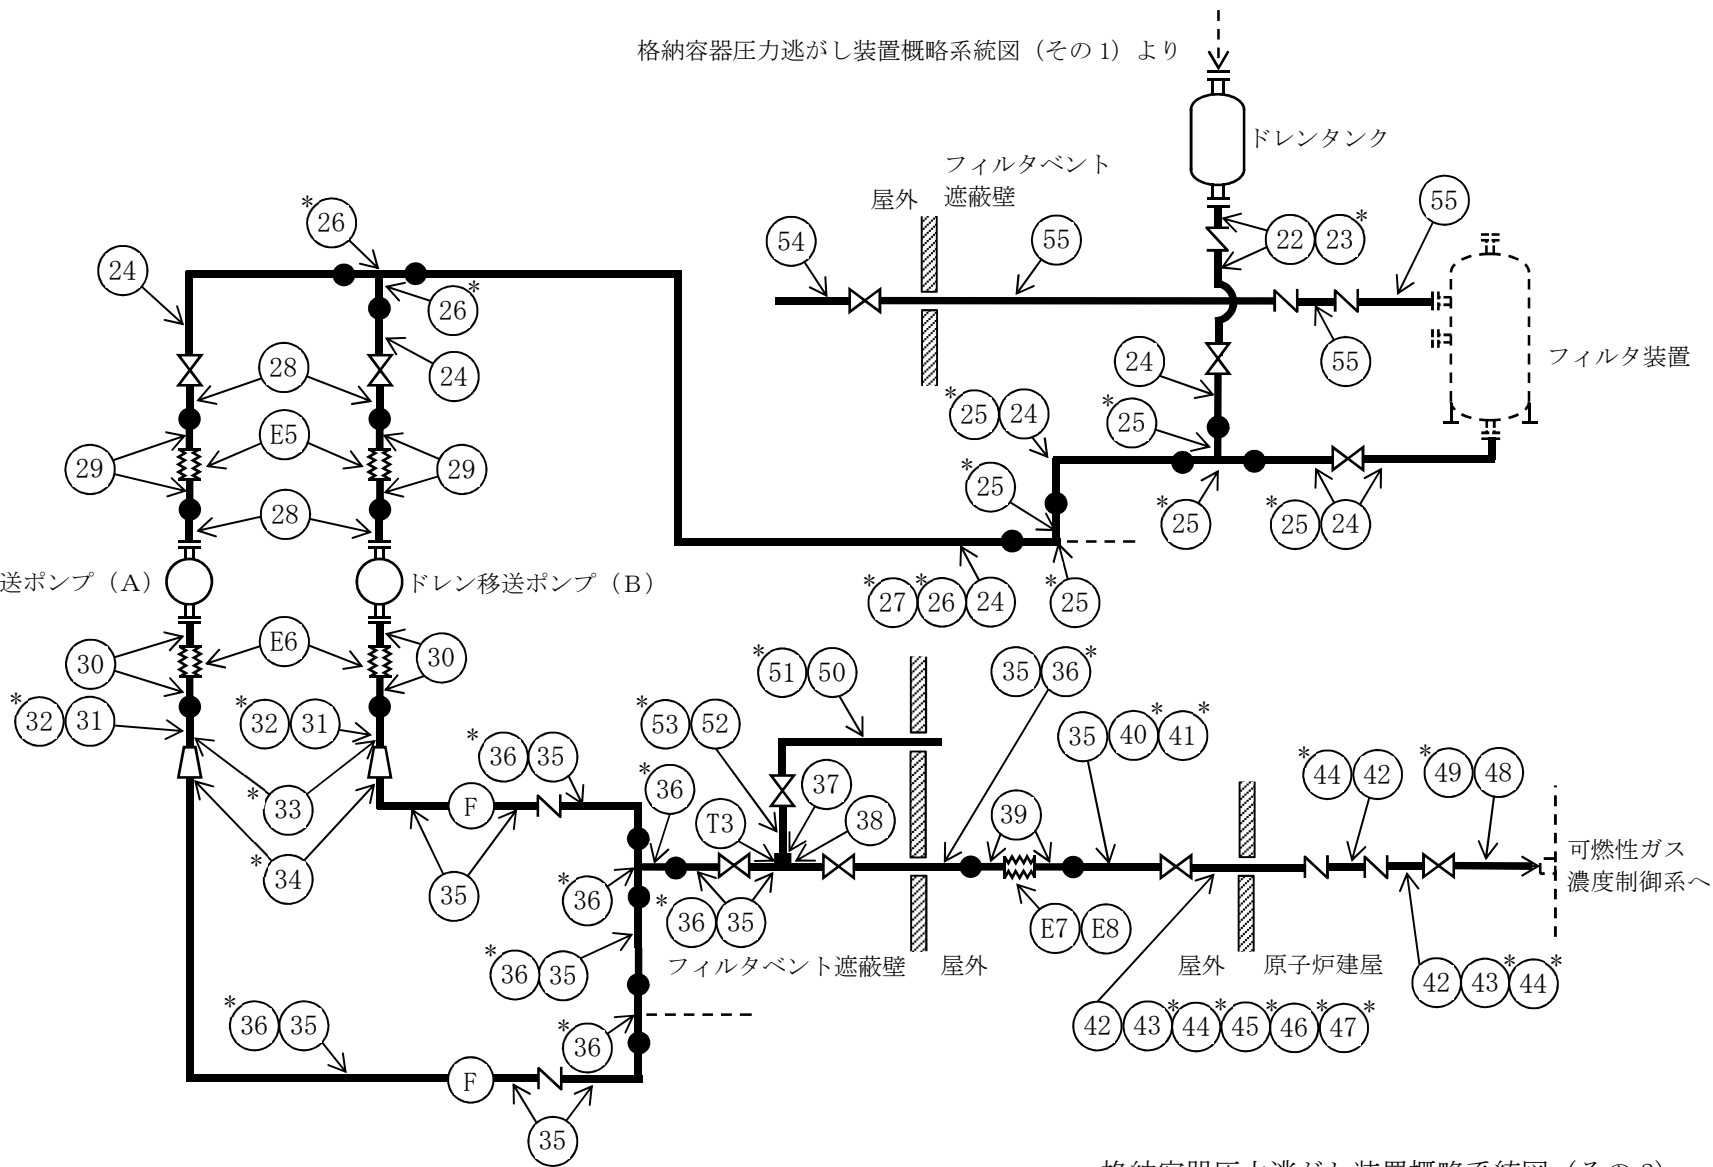 格納容器圧力逃がし装置概略系統図（その1）より
ドレンタンク
フィルタベント
遮蔽壁
屋外
*
26
55
54
55
22 23*
24
26*
24
28
55
フィルタ装置
24
*25 24
*25
E5
29
29
*25
28
*25
*25 24
送ポンプ（A）
ドレン移送ポンプ（B）
*27 *26 24
*25
E6
30
30
*51 50
35 36*
*32 31
*32 31
*53 52
35 40* 41*
*36 35
*36
37
*44 42
*49 48
*33
F
T3
38
39
可燃性ガス
濃度制御系へ
*34
35
*36
*36 35
E7 E8
*36 35
フィルタベント遮蔽壁
屋外
屋外
原子炉建屋
42 43* 44*
*36 35
*36
42 43* 44* 45* 46* 47*
F
35